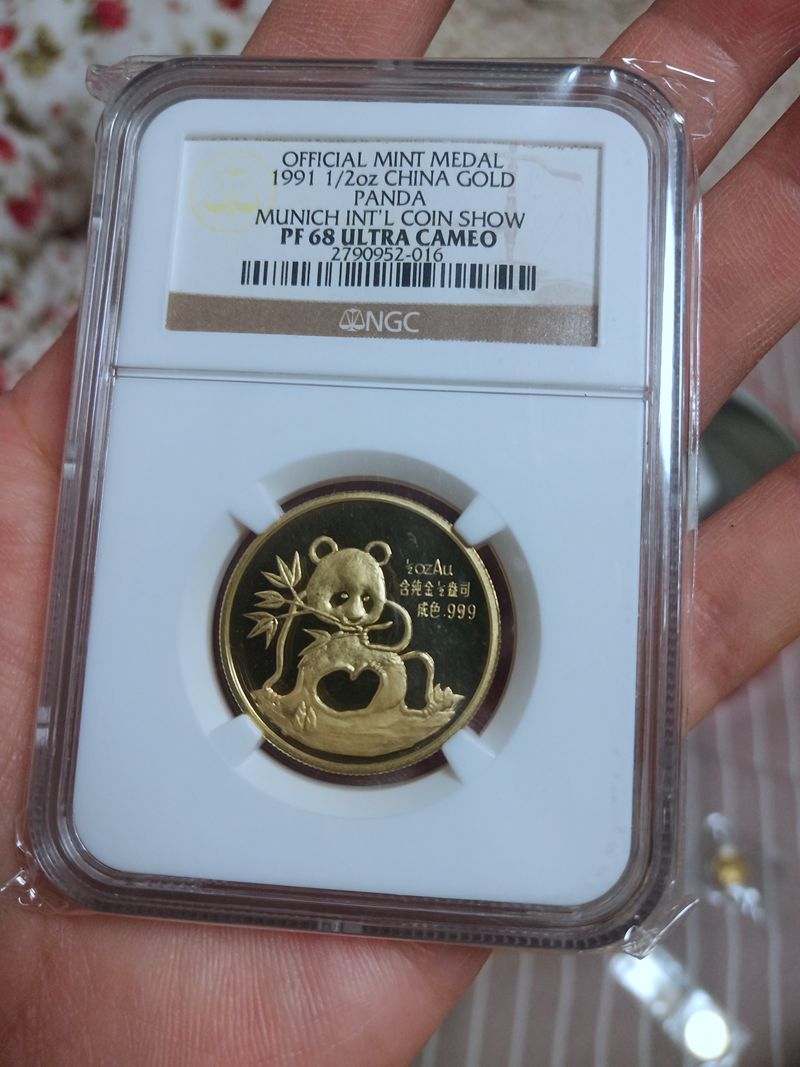 OFFICIAL MINT MEDAL
1991 1/2oz CHINA GOLD
PANDA
MUNICH INT'L COIN SHOW
PF 68 ULTRA CAMEO
2790952-016
NGC
½ozAu
含纯金½盎司
成色.999